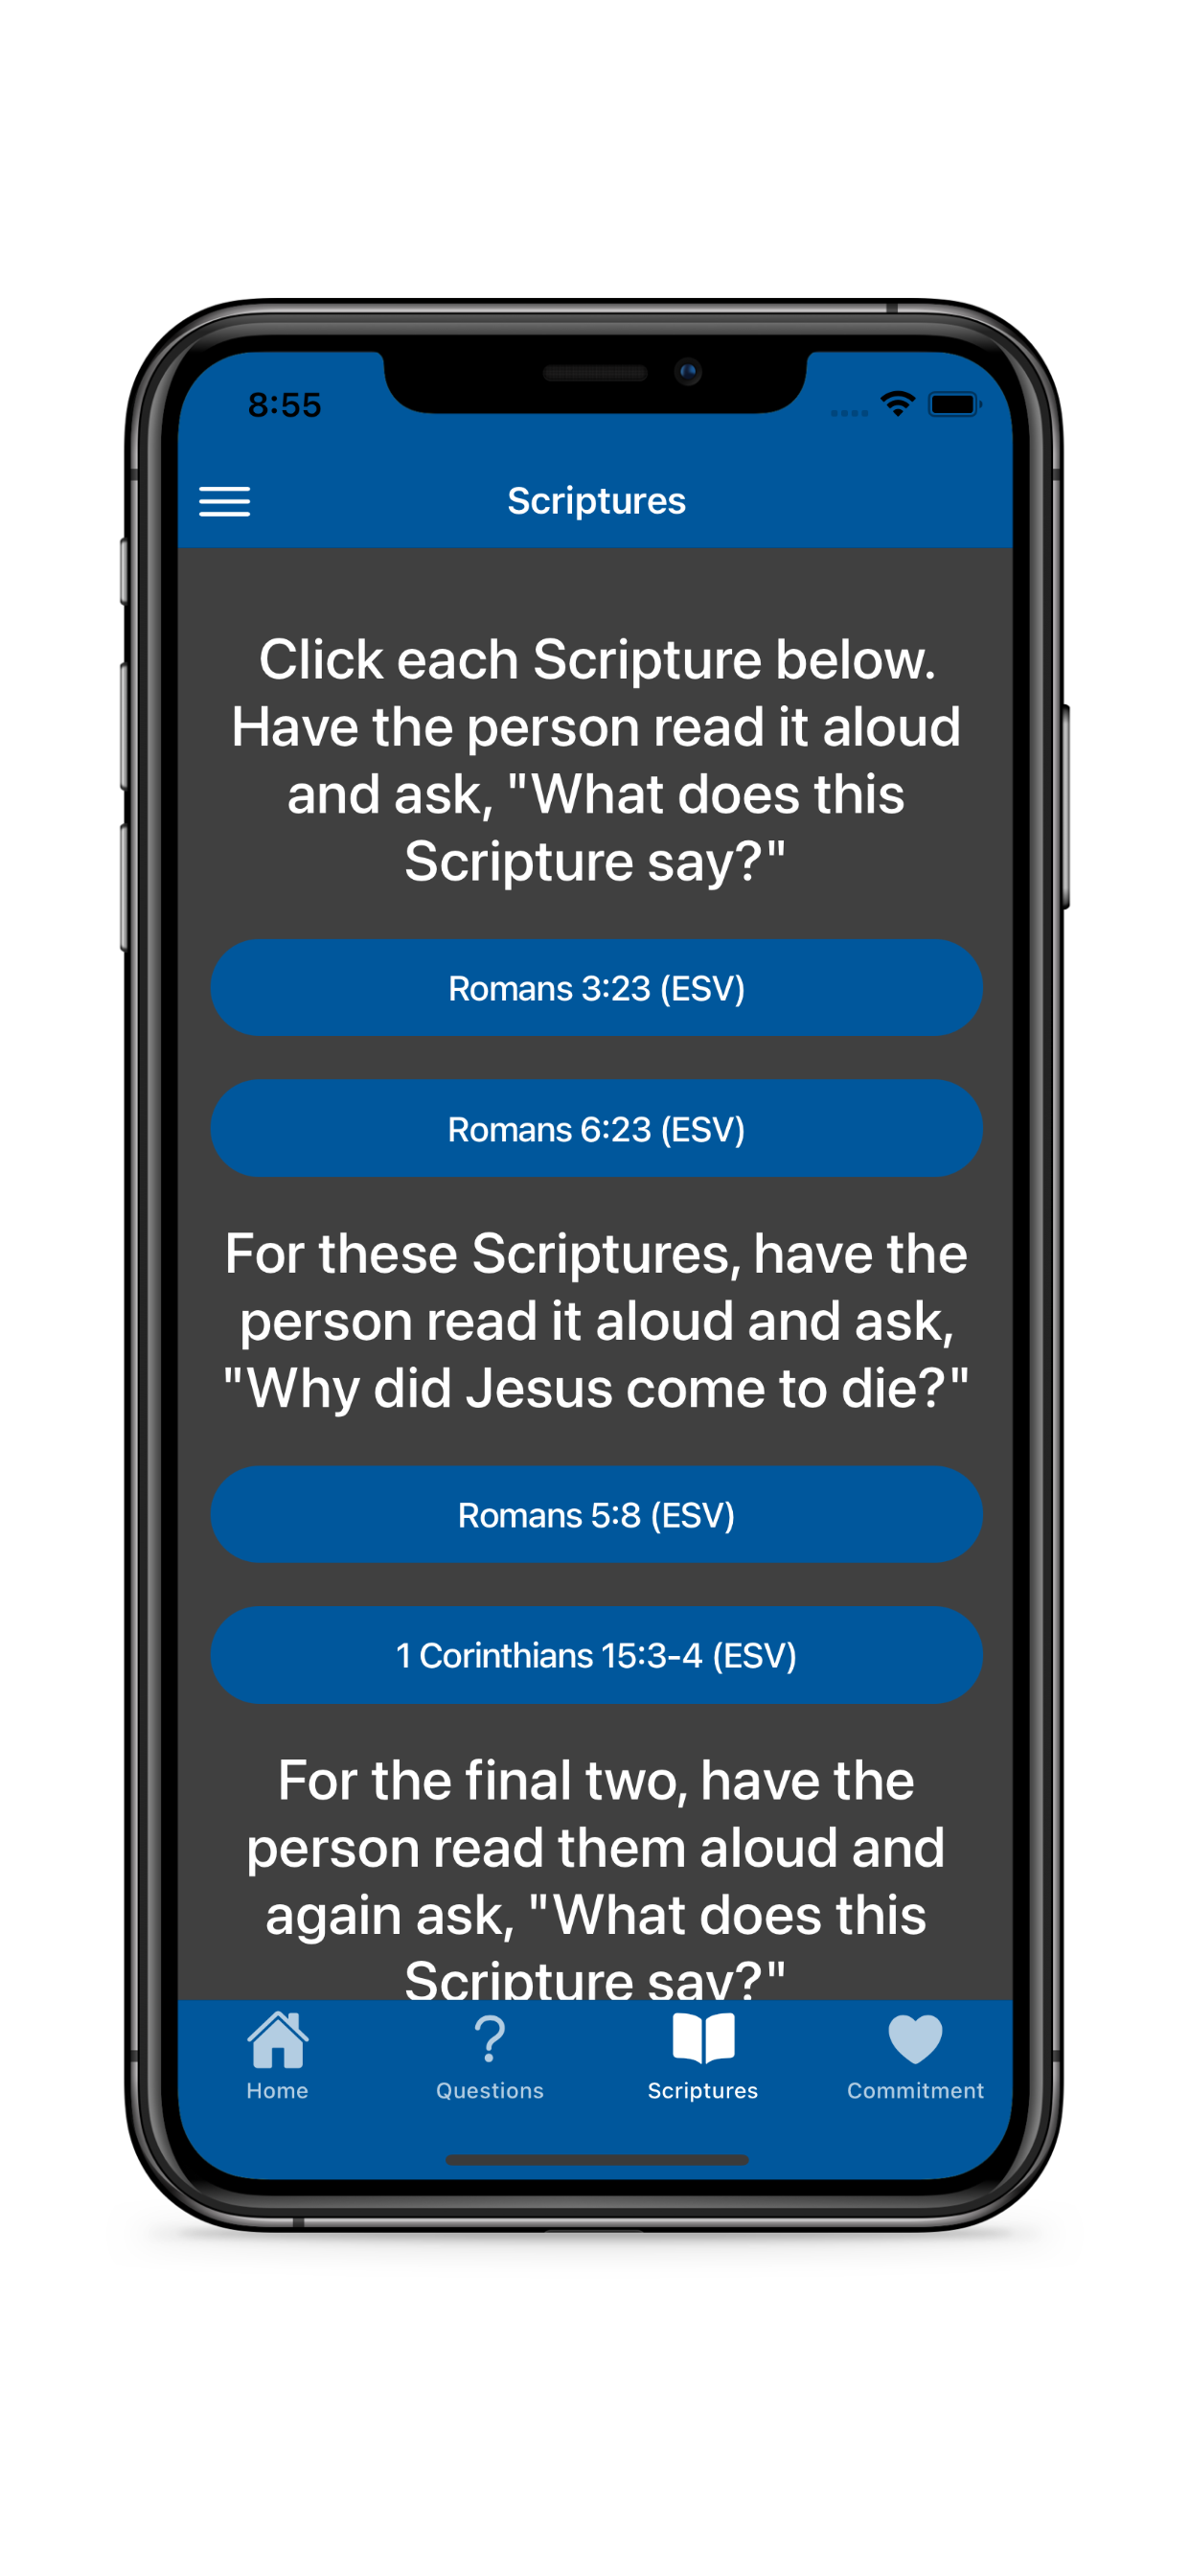 8:55
Scriptures
Click each Scripture below.
Have the person read it aloud
and ask, "What does this
Scripture say?"
Romans 3:23 (ESV)
Romans 6:23 (ESV)
For these Scriptures, have the
person read it aloud and ask,
"Why did Jesus come to die?"
Romans 5:8 (ESV)
1 Corinthians 15:3-4 (ESV)
For the final two, have the
person read them aloud and
again ask, "What does this
Scripture say?"
Home
Questions
Scriptures
Commitment